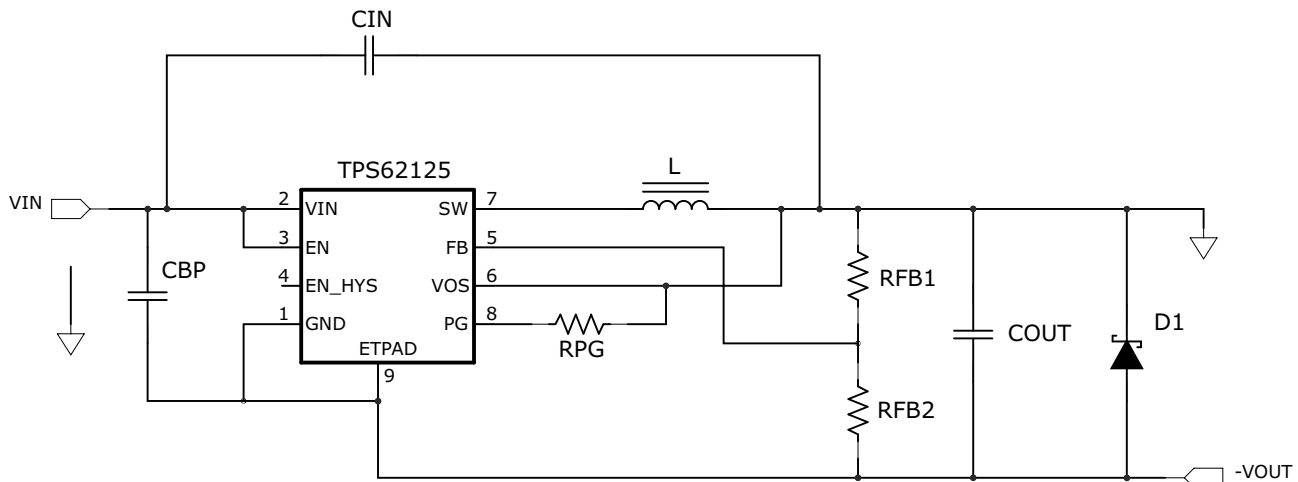 CIN
TPS62125
L
VIN
2
VIN
SW
7
3
EN
FB
5
CBP
4
EN_HYS
VOS
6
RFB1
1
GND
PG
8
RPG
ETPAD
9
COUT
D1
RFB2
-VOUT